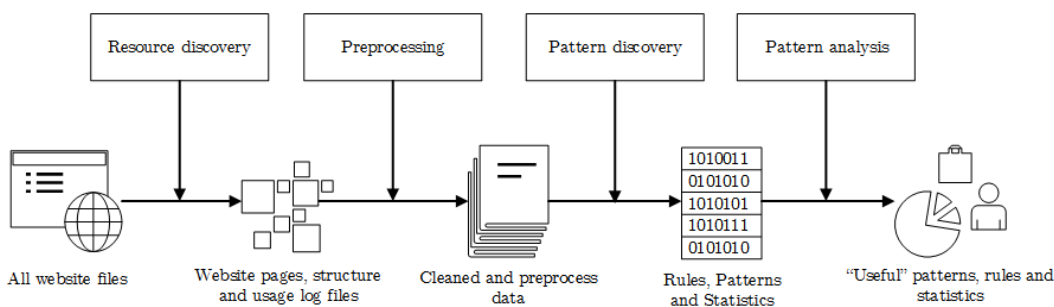 Resource discovery
Preprocessing
Pattern discovery
Pattern analysis
1010011
0101010
1010101
1010111
0101010
All website files
Website pages, structure
and usage log files
Cleaned and preprocess
data
Rules, Patterns
and Statistics
“Useful” patterns, rules and
statistics